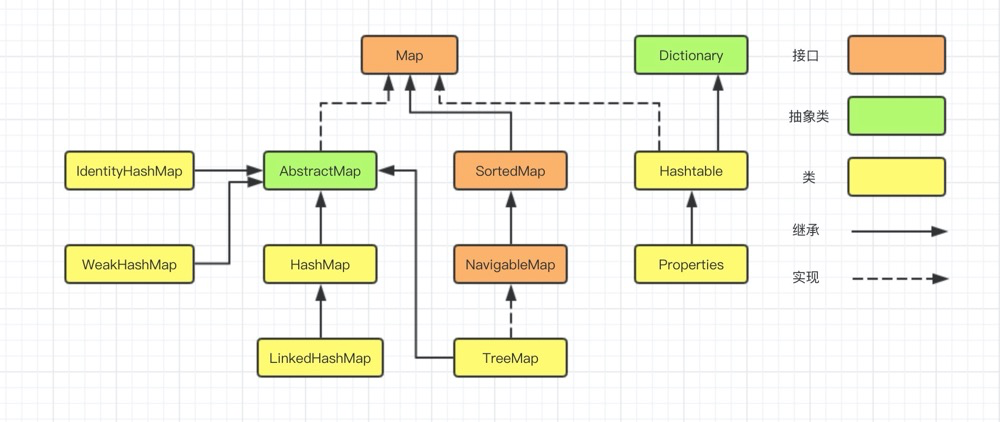 Map
Dictionary
接口
抽象类
IdentityHashMap
AbstractMap
SortedMap
Hashtable
类
继承
WeakHashMap
HashMap
NavigableMap
Properties
实现
LinkedHashMap
TreeMap